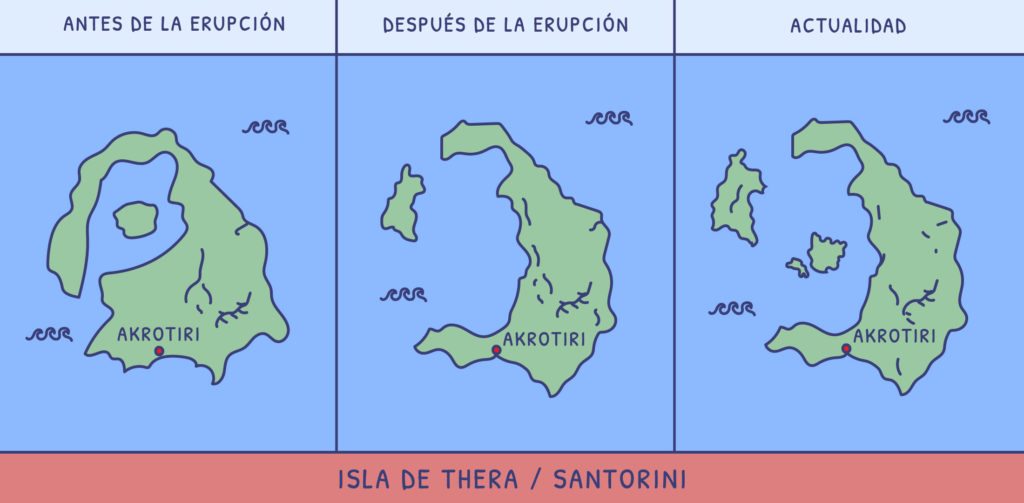 ANTES DE LA ERUPCIÓN
DESPUÉS DE LA ERUPCIÓN
ACTUALIDAD
AKROTIRI
AKROTIRI
AKROTIRI
ISLA DE THERA / SANTORINI